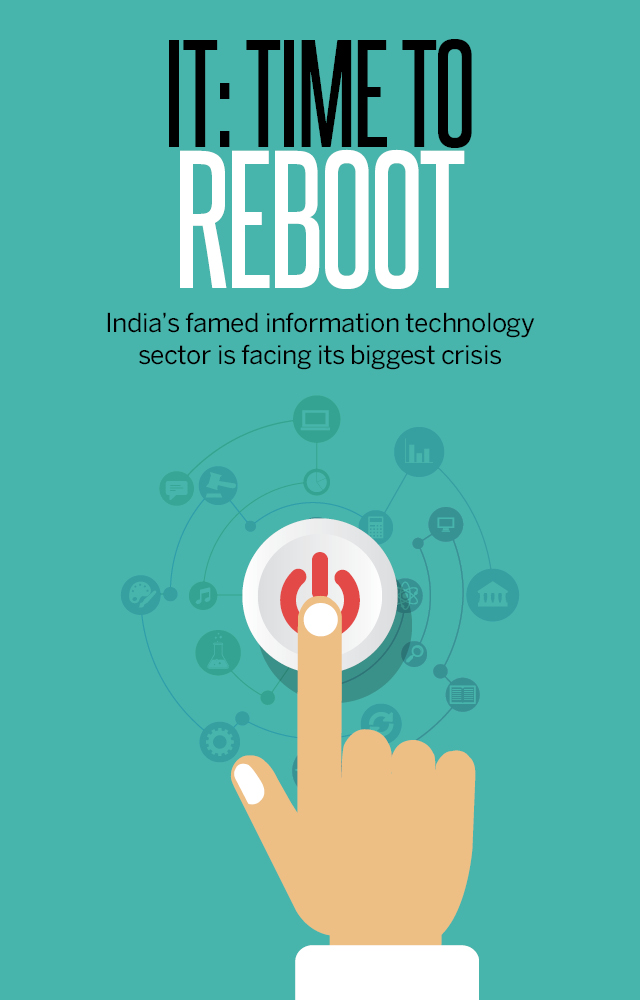 IT: TIME TO
REBOOT
India’s famed information technology
sector is facing its biggest crisis